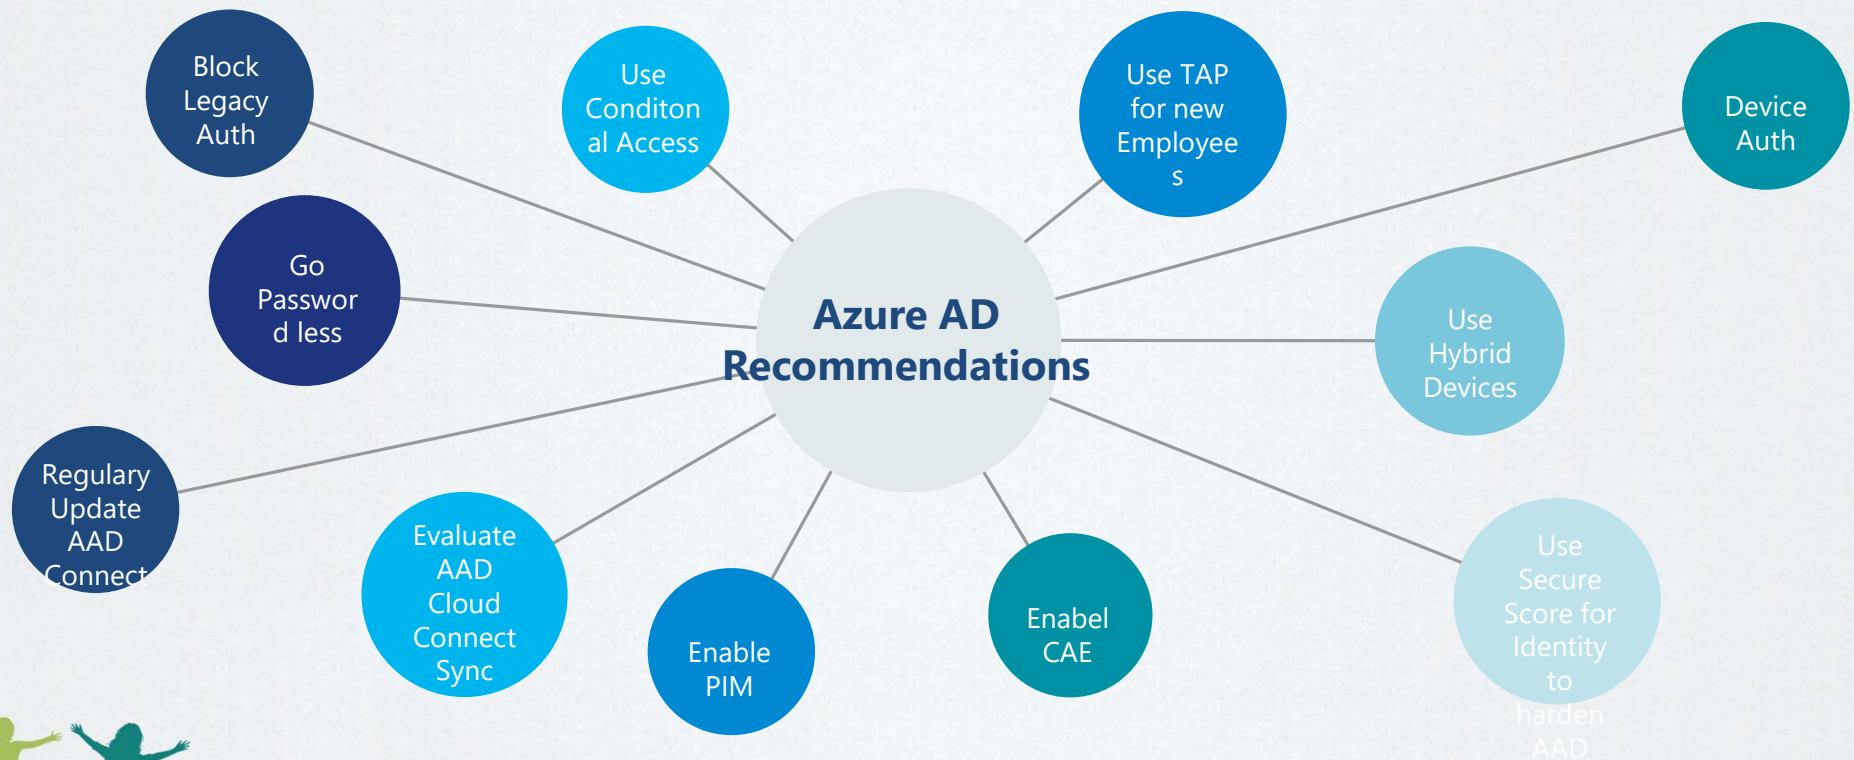 Block
Legacy
Auth
Use
Conditon
al Access
Use TAP
for new
Employee
s
Device
Auth
Go
Passwor
d less
Azure AD
Recommendations
Use
Hybrid
Devices
Regulary
Update
AAD
Connect
Evaluate
AAD
Cloud
Connect
Sync
Enable
PIM
Enabel
CAE
Use
Secure
Score for
Identity
to
harden
AAD